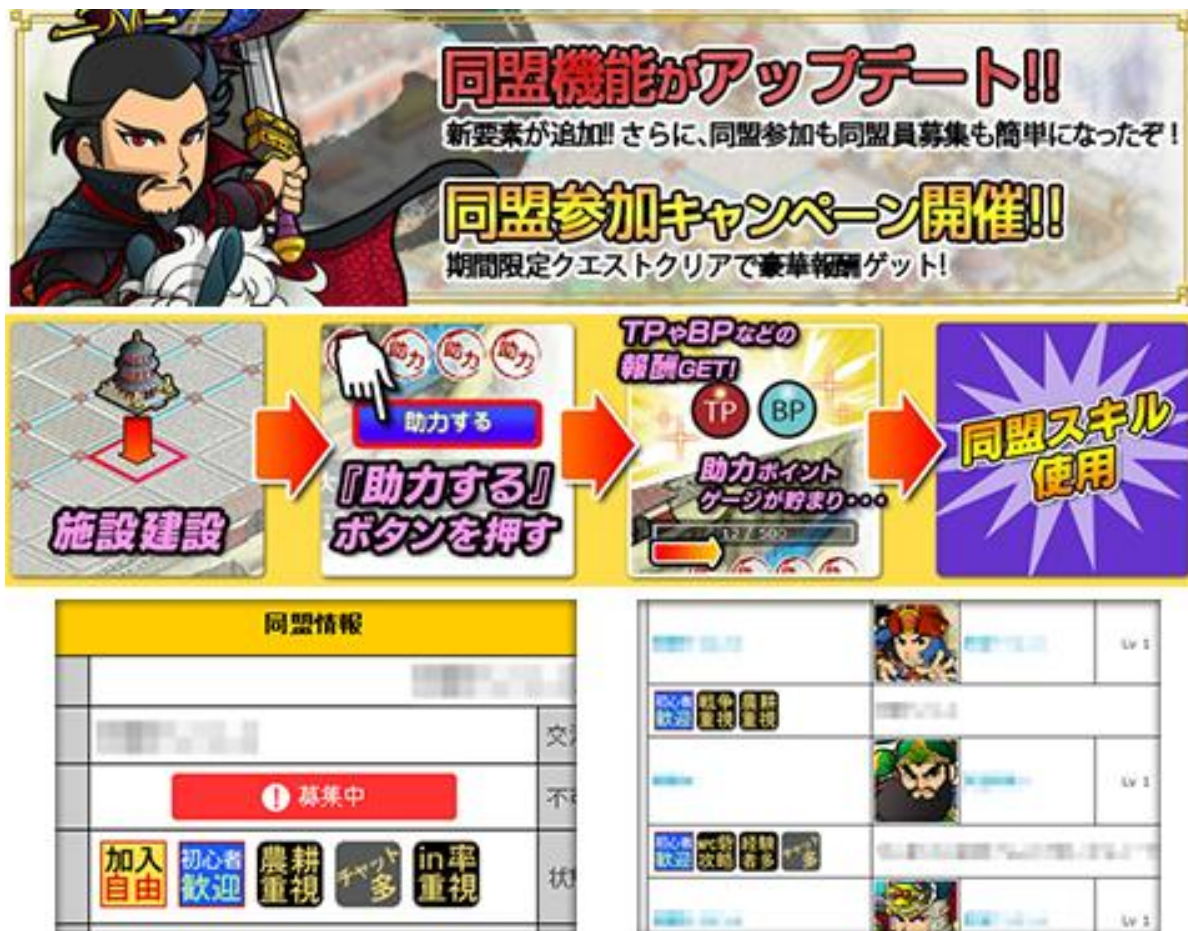 同盟機能がアップデート!!
新要素が追加!! さらに、同盟参加も同盟員募集も簡単になったぞ！
同盟参加キャンペーン開催!!
期間限定クエストクリアで豪華報酬ゲット!
施設建設
助力 助力 助力
助力する
『助力する』
ボタンを押す
TPやBPなどの
報酬GET!
TP BP
助力ポイント
ゲージが貯まり・・・
12 / 500
同盟スキル
使用
同盟情報
募集中
加入自由 初心者歓迎 農耕重視 チャット多 in率重視
Lv 1
初心者歓迎 戦争重視 農耕重視
Lv 1
初心者歓迎 NPC砦攻略 経験者多 チャット多
Lv 1